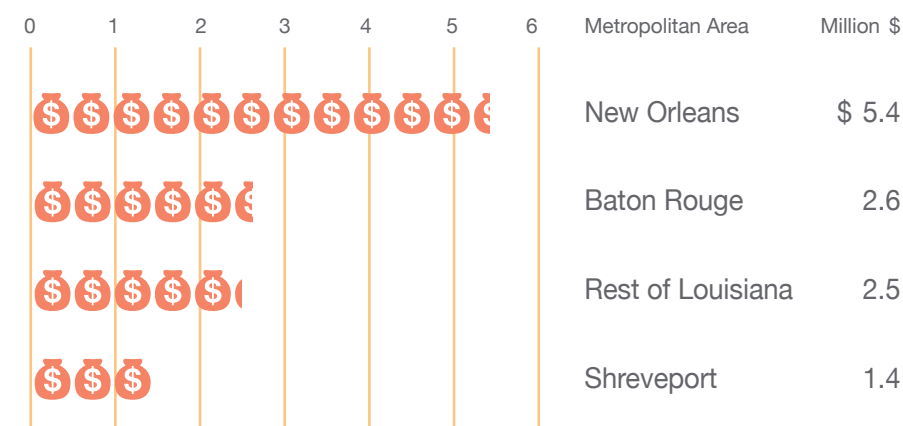 0 1 2 3 4 5 6 Metropolitan Area Million $
$ $ $ $ $ $ $ $ $ $ $ $ New Orleans $ 5.4
$ $ $ $ $ $ Baton Rouge 2.6
$ $ $ $ $ Rest of Louisiana 2.5
$ $ $ Shreveport 1.4